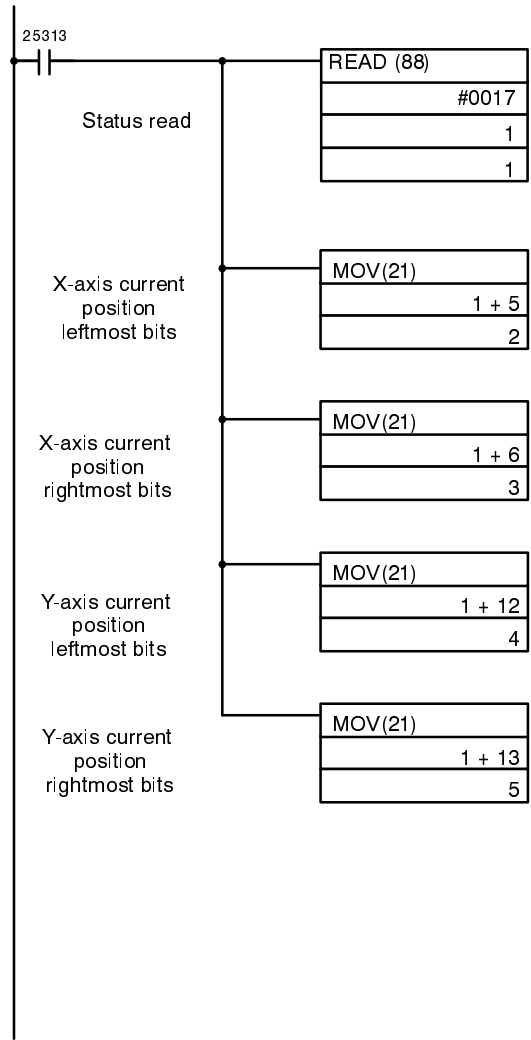 25313
READ (88)
#0017
1
1
Status read
MOV(21)
1 + 5
2
X-axis current
position
leftmost bits
MOV(21)
1 + 6
3
X-axis current
position
rightmost bits
MOV(21)
1 + 12
4
Y-axis current
position
leftmost bits
MOV(21)
1 + 13
5
Y-axis current
position
rightmost bits